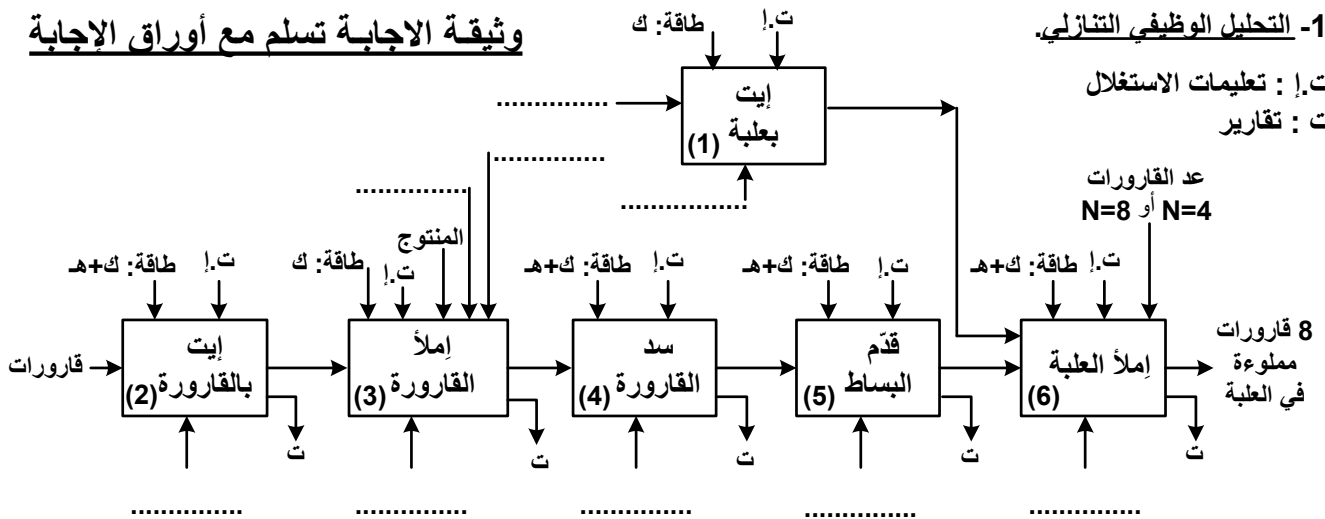 1- التحليل الوظيفي التنازلي.
وثيقة الاجابة تسلم مع أوراق الإجابة
ت.إ : تعليمات الاستغلال
ت : تقارير
طاقة: ك
ت.إ
..................
إيت
بعلبة
(1)
...............
................
................
عد القارورات
N=4 أو N=8
طاقة: ك+هـ
ت.إ
طاقة: ك
ت.إ
المنتوج
طاقة: ك+هـ
ت.إ
طاقة: ك+هـ
ت.إ
طاقة: ك+هـ
ت.إ
قارورات
إيت
بالقارورة
(2)
ت
إملأ
القارورة
(3)
ت
سد
القارورة
(4)
ت
قدّم
البساط
(5)
ت
إملأ العلبة
(6)
ت
8 قارورات
مملوءة
في العلبة
............... ............... ............... ............... ...............